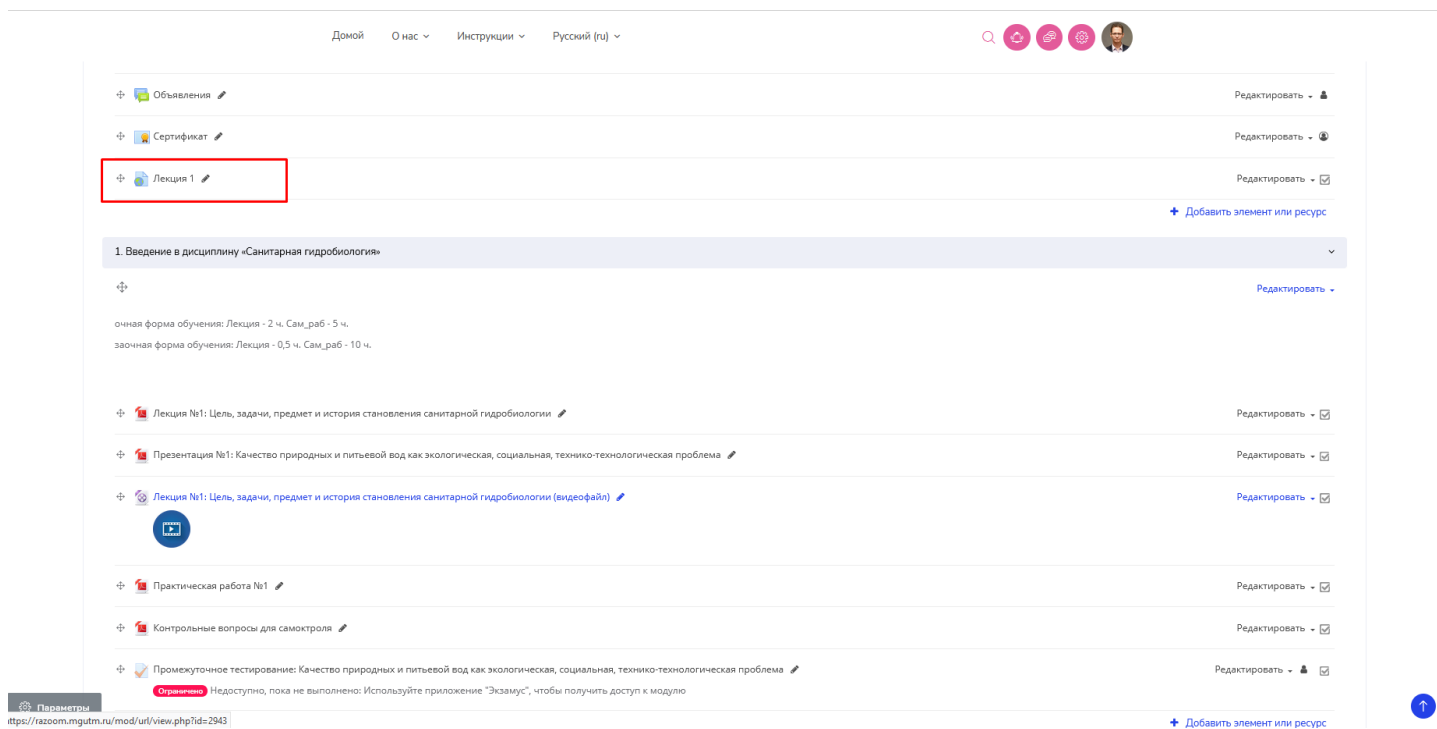 Домой О нас Инструкции Русский (ru)
Объявления Редактировать
Сертификат Редактировать
Лекция 1 Редактировать
Добавить элемент или ресурс
1. Введение в дисциплину «Санитарная гидробиология»
Редактировать
очная форма обучения: Лекция - 2 ч. Сам_раб - 5 ч.
заочная форма обучения: Лекция - 0,5 ч. Сам_раб - 10 ч.
Лекция №1: Цель, задачи, предмет и история становления санитарной гидробиологии Редактировать
Презентация №1: Качество природных и питьевой вод как экологическая, социальная, технико-технологическая проблема Редактировать
Лекция №1: Цель, задачи, предмет и история становления санитарной гидробиологии (видеофайл) Редактировать
Практическая работа №1 Редактировать
Контрольные вопросы для самоктроля Редактировать
Промежуточное тестирование: Качество природных и питьевой вод как экологическая, социальная, технико-технологическая проблема Редактировать
Ограничено Недоступно, пока не выполнено: Используйте приложение "Экзамус", чтобы получить доступ к модулю
Параметры
https://razoom.mgutm.ru/mod/url/view.php?id=2943
Добавить элемент или ресурс